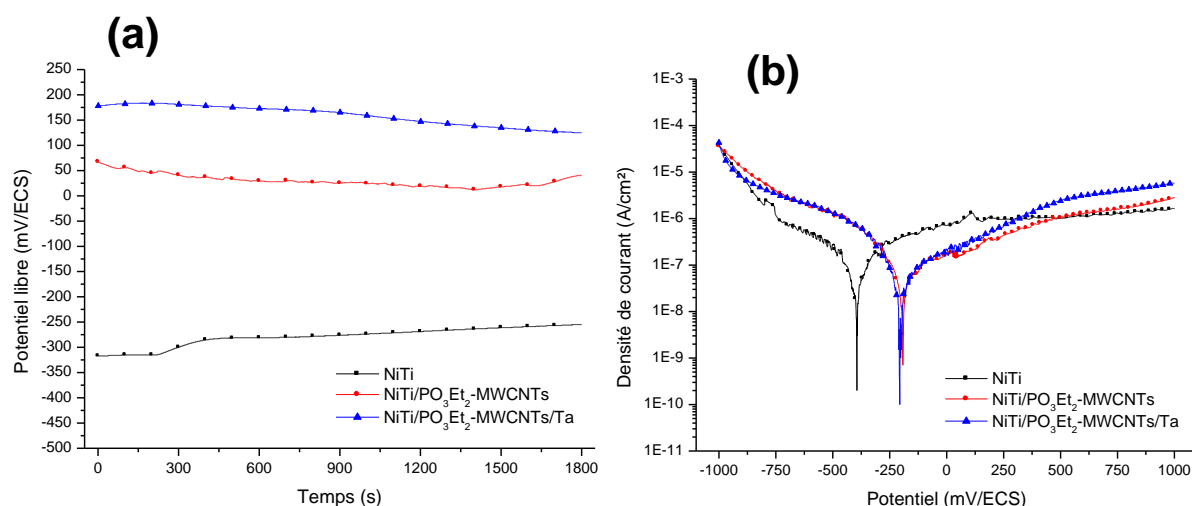 (a)
250
200
150
100
50
0
-50
-100
-150
-200
-250
-300
-350
-400
-450
-500
0 300 600 900 1200 1500 1800
Potentiel libre (mV/ECS)
Temps (s)
NiTi
NiTi/PO₃Et₂-MWCNTs
NiTi/PO₃Et₂-MWCNTs/Ta
(b)
1E-3
1E-4
1E-5
1E-6
1E-7
1E-8
1E-9
1E-10
1E-11
-1000 -750 -500 -250 0 250 500 750 1000
Densité de courant (A/cm²)
Potentiel (mV/ECS)
NiTi
NiTi/PO₃Et₂-MWCNTs
NiTi/PO₃Et₂-MWCNTs/Ta